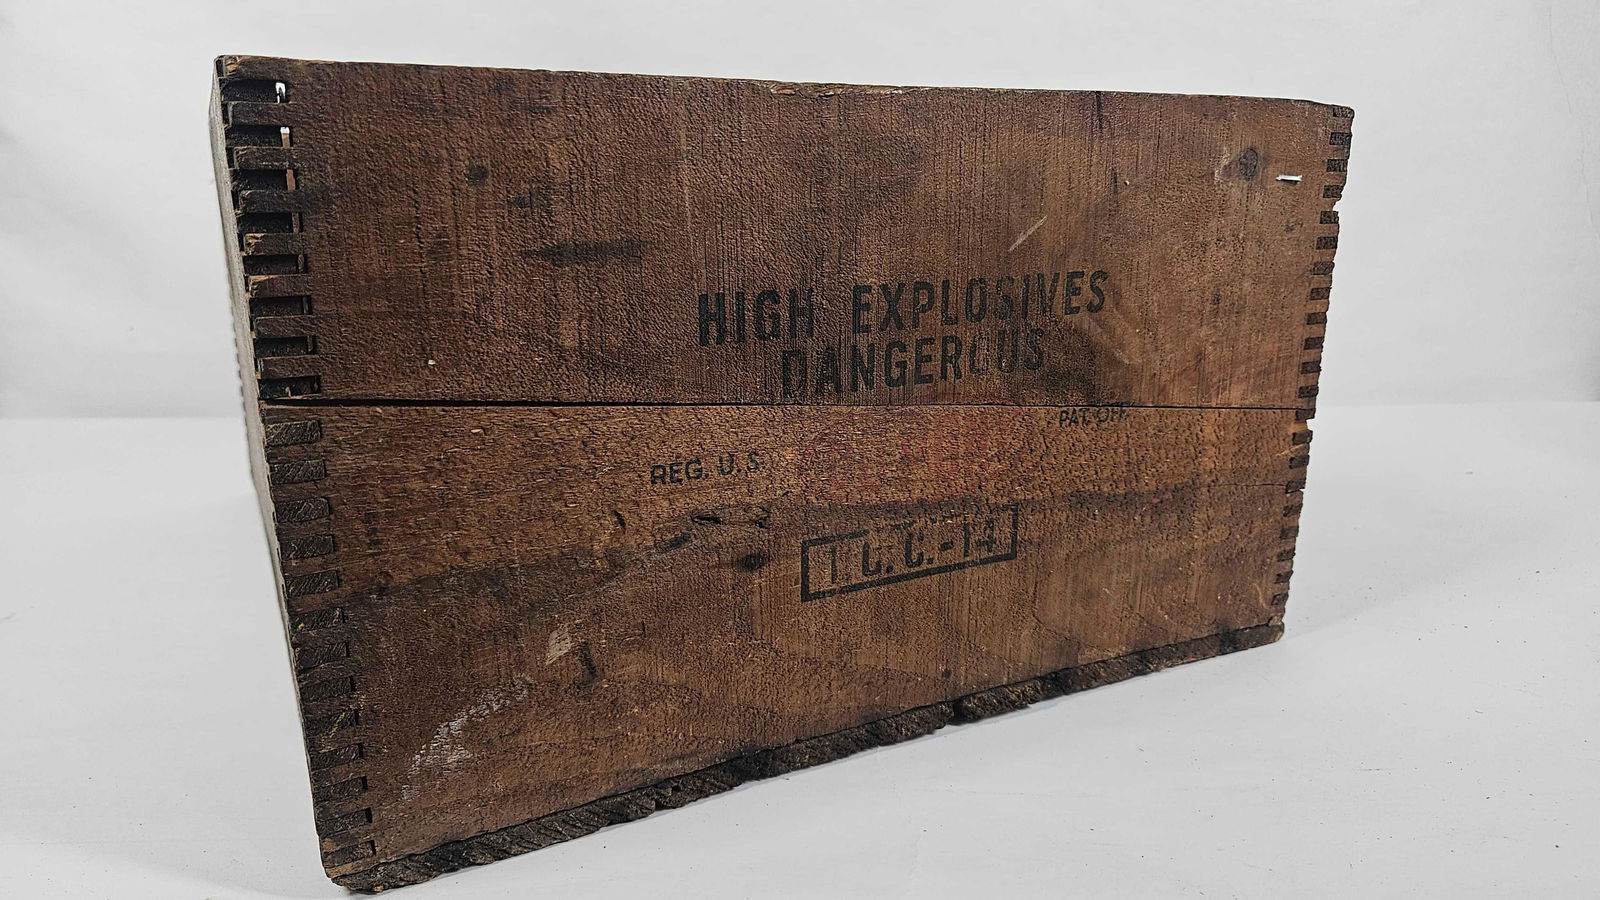 HIGH EXPLOSIVES
DANGEROUS
REG. U.S. PAT. OFF.
I.C.C.-14